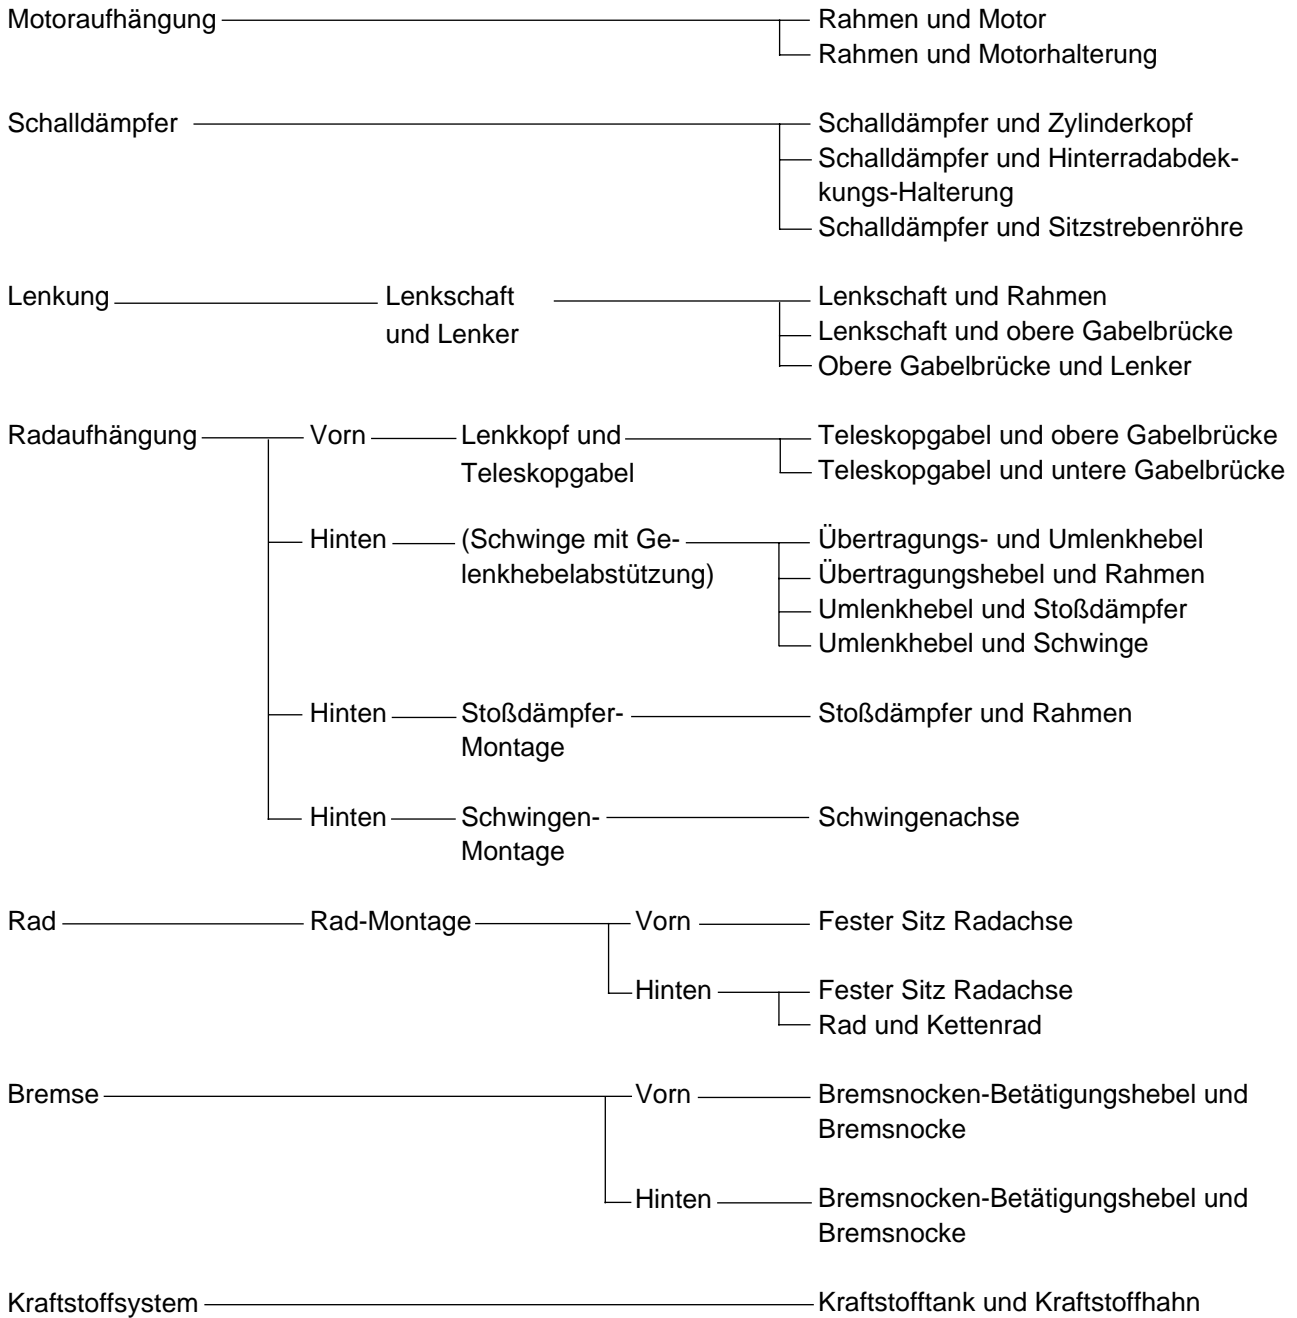 Motoraufhängung Rahmen und Motor
Rahmen und Motorhalterung
Schalldämpfer Schalldämpfer und Zylinderkopf
Schalldämpfer und Hinterradabdek-
kungs-Halterung
Schalldämpfer und Sitzstrebenröhre
Lenkung Lenkschaft Lenkschaft und Rahmen
und Lenker Lenkschaft und obere Gabelbrücke
Obere Gabelbrücke und Lenker
Radaufhängung Vorn Lenkkopf und Teleskopgabel und obere Gabelbrücke
Teleskopgabel Teleskopgabel und untere Gabelbrücke
Hinten (Schwinge mit Ge- Übertragungs- und Umlenkhebel
lenkhebelabstützung) Übertragungshebel und Rahmen
Umlenkhebel und Stoßdämpfer
Umlenkhebel und Schwinge
Hinten Stoßdämpfer- Stoßdämpfer und Rahmen
Montage
Hinten Schwingen- Schwingenachse
Montage
Rad Rad-Montage Vorn Fester Sitz Radachse
Hinten Fester Sitz Radachse
Rad und Kettenrad
Bremse Vorn Bremsnocken-Betätigungshebel und
Bremsnocke
Hinten Bremsnocken-Betätigungshebel und
Bremsnocke
Kraftstoffsystem Kraftstofftank und Kraftstoffhahn